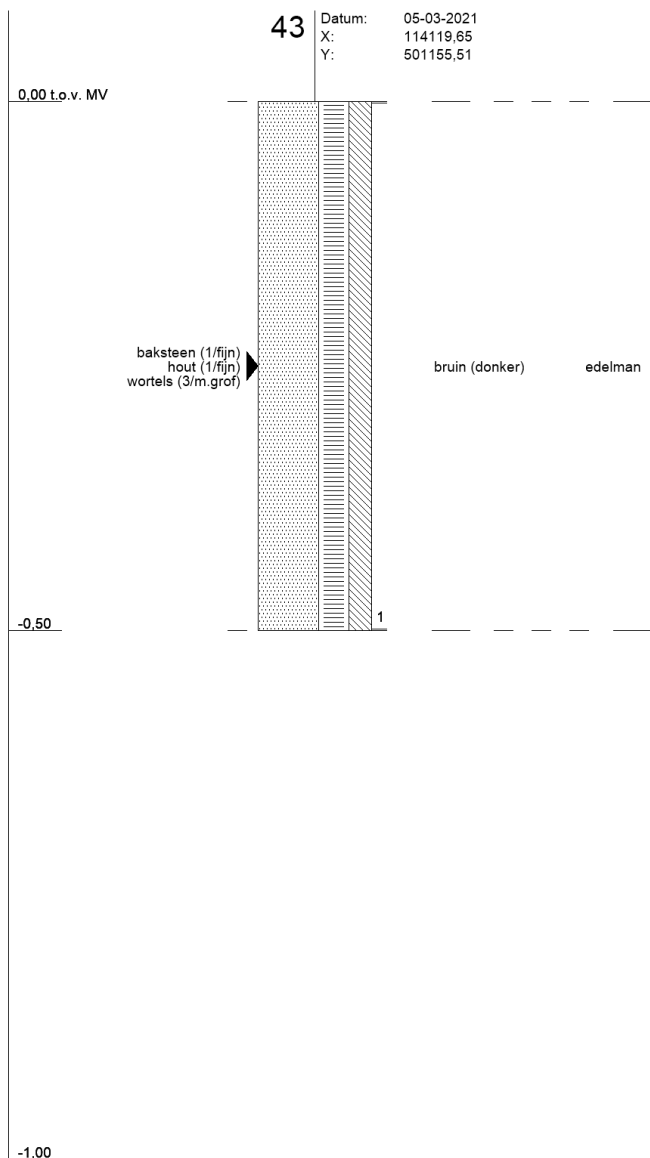 43
Datum: 05-03-2021
X: 114119,65
Y: 501155,51
0,00 t.o.v. MV
baksteen (1/fijn)
hout (1/fijn)
wortels (3/m.grof)
bruin (donker) edelman
1
-0,50
-1,00